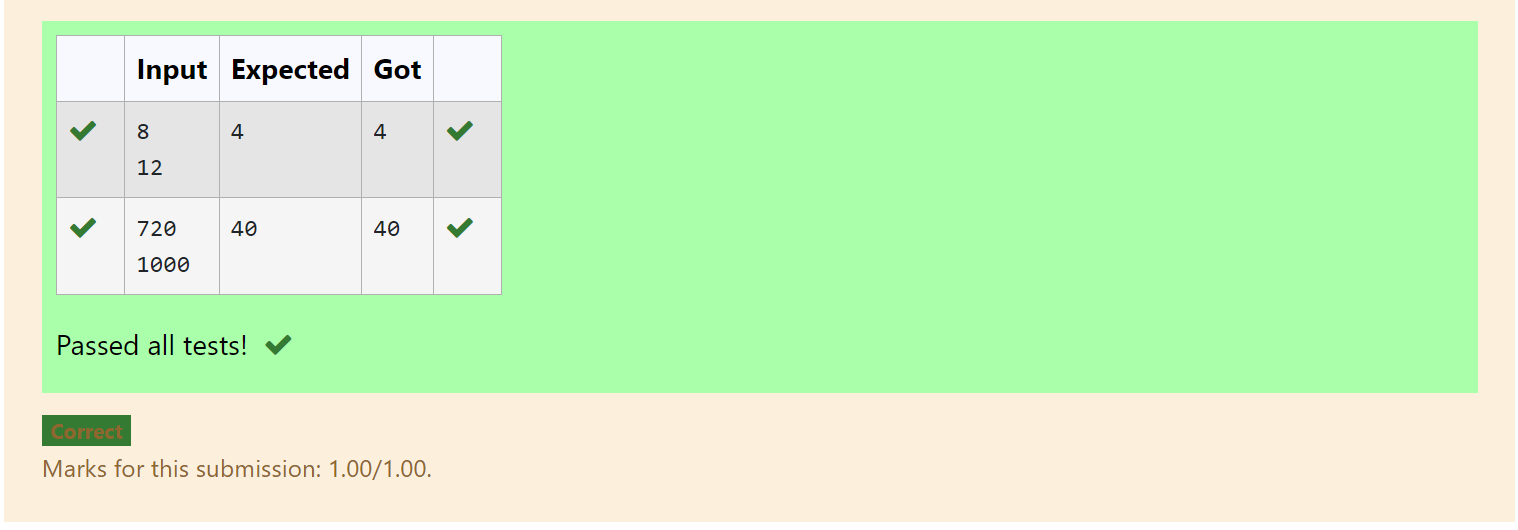 Input Expected Got
8 4 4
12
720 40 40
1000
Passed all tests!
Correct
Marks for this submission: 1.00/1.00.